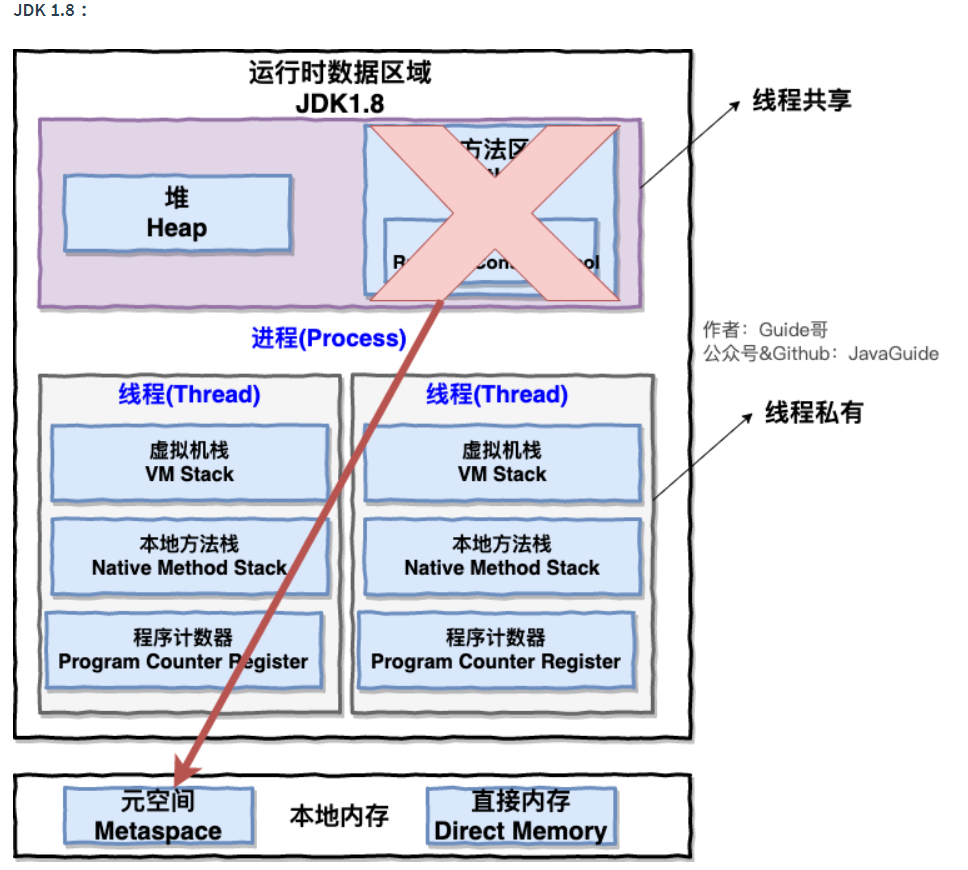 JDK 1.8 :
运行时数据区域
JDK1.8
线程共享
方法区
堆
Heap
进程(Process)
作者：Guide哥
公众号&Github：JavaGuide
线程(Thread)
线程(Thread)
线程私有
虚拟机栈
VM Stack
虚拟机栈
VM Stack
本地方法栈
Native Method Stack
本地方法栈
Native Method Stack
程序计数器
Program Counter Register
程序计数器
Program Counter Register
元空间
Metaspace
本地内存
直接内存
Direct Memory